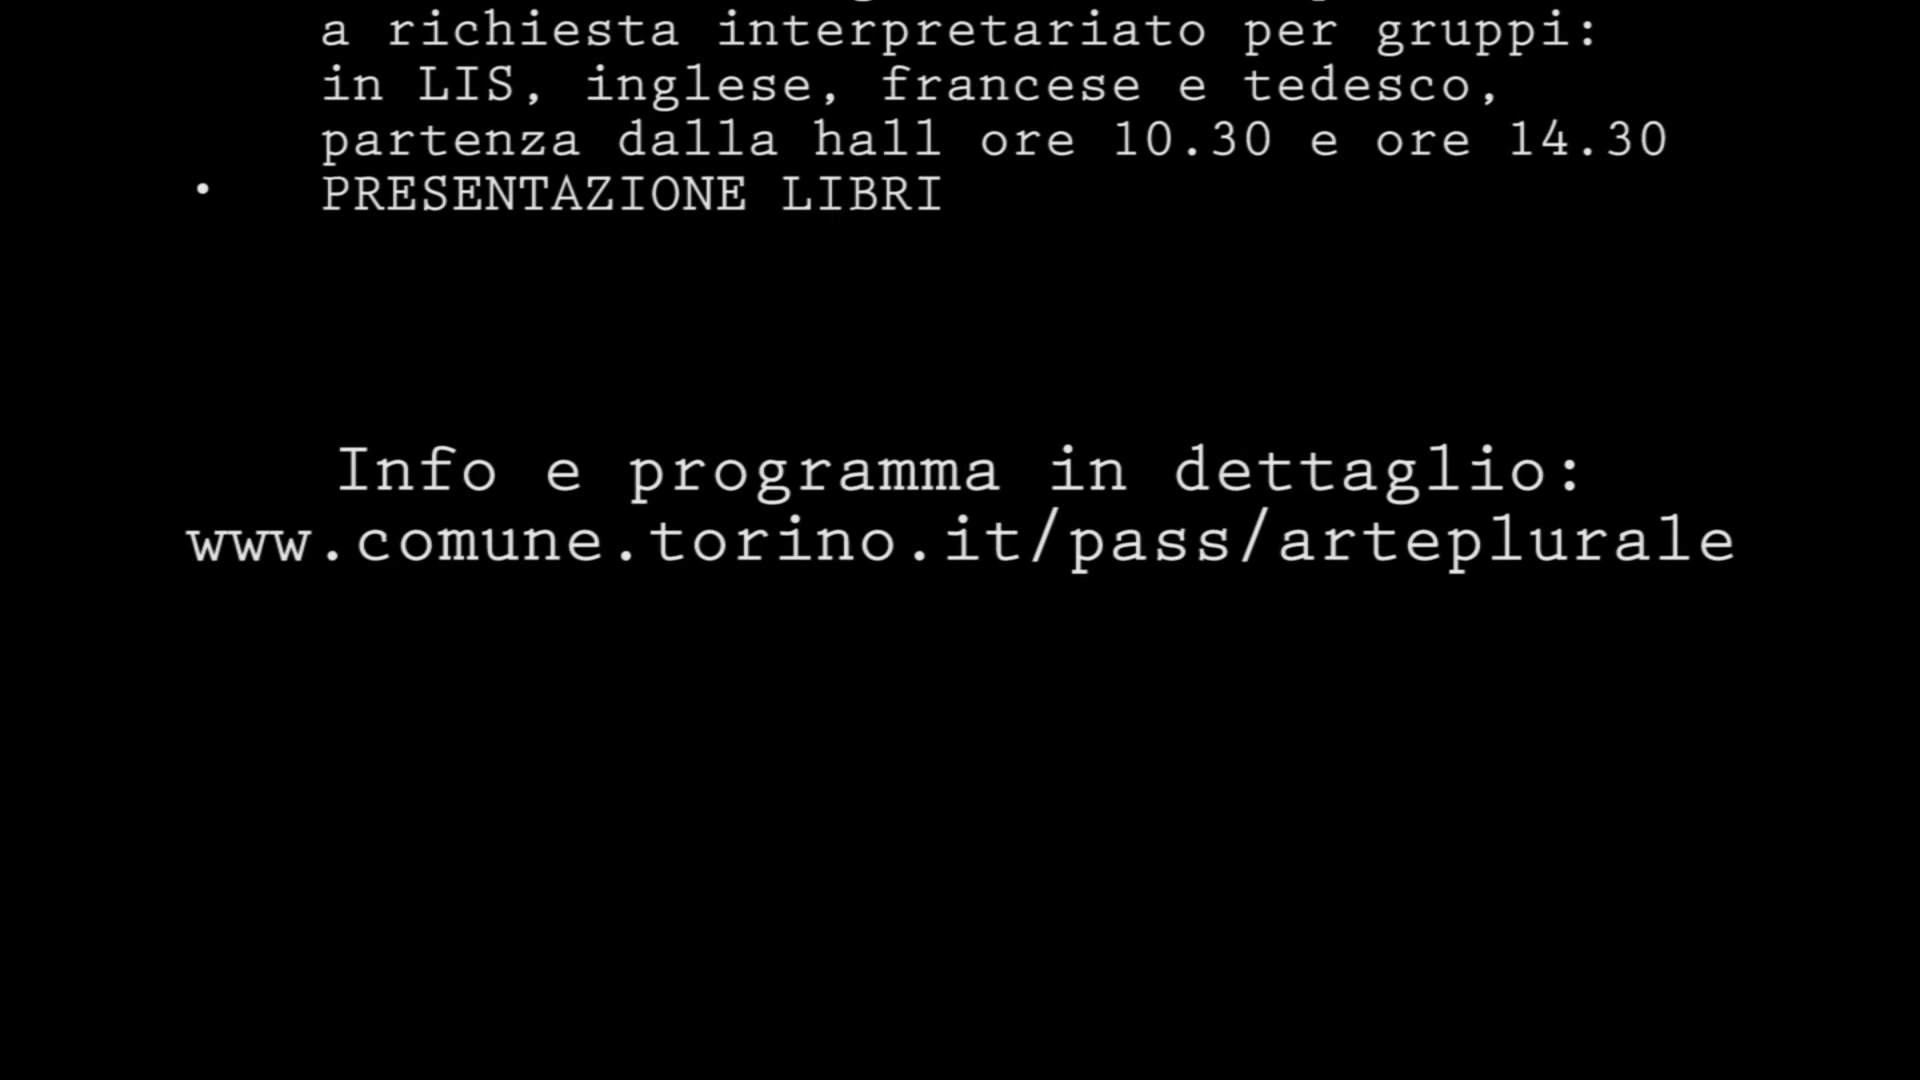 a richiesta interpretariato per gruppi:
in LIS, inglese, francese e tedesco,
partenza dalla hall ore 10.30 e ore 14.30
• PRESENTAZIONE LIBRI
Info e programma in dettaglio:
www.comune.torino.it/pass/arteplurale